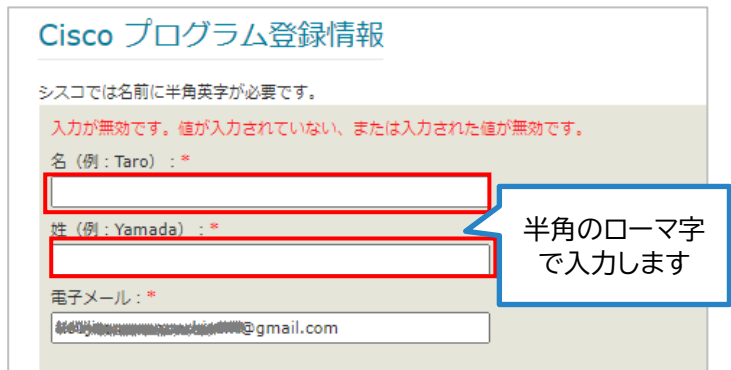 Cisco プログラム登録情報
シスコでは名前に半角英字が必要です。
入力が無効です。値が入力されていない、または入力された値が無効です。
名（例：Taro）：*
姓（例：Yamada）：*
半角のローマ字
で入力します
電子メール：*
@gmail.com